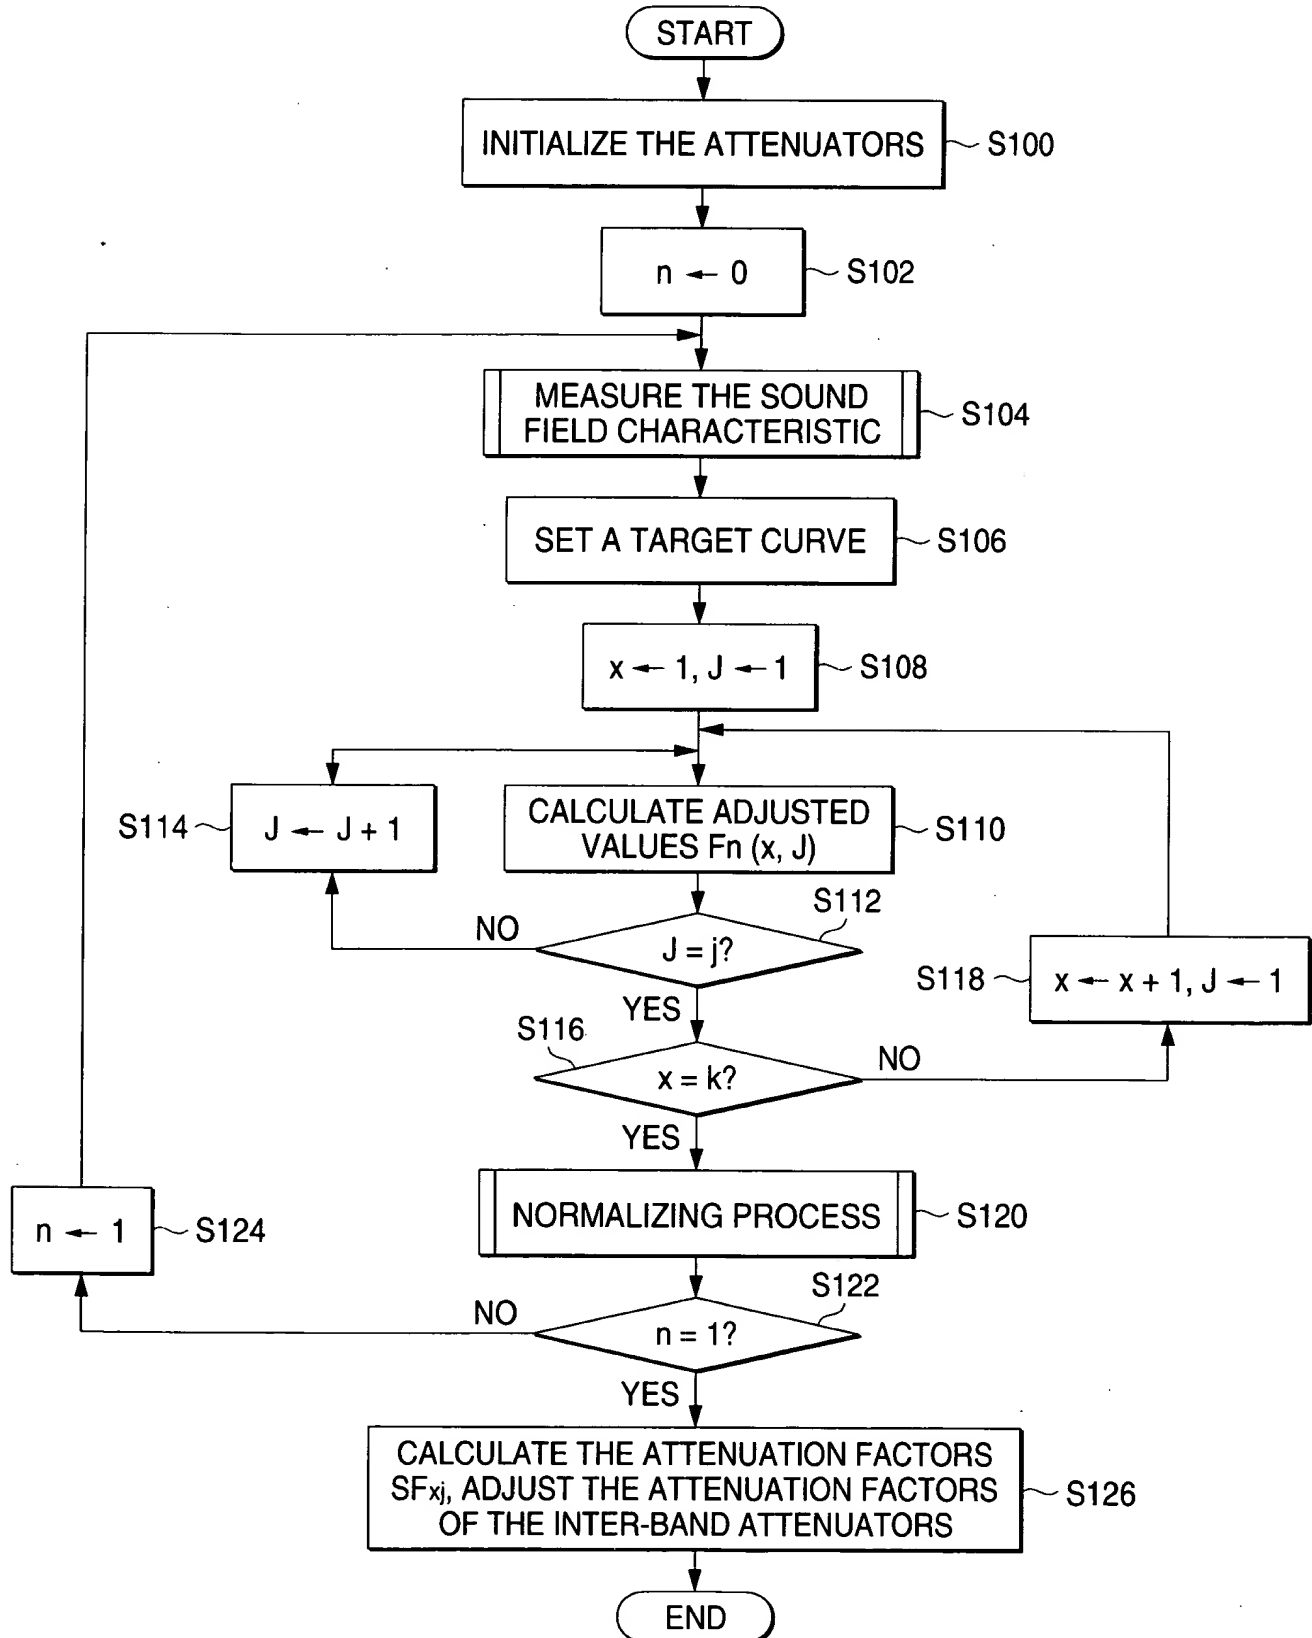 START
INITIALIZE THE ATTENUATORS
S100
n ← 0
S102
MEASURE THE SOUND
FIELD CHARACTERISTIC
S104
SET A TARGET CURVE
S106
x ← 1, J ← 1
S108
S114
J ← J + 1
CALCULATE ADJUSTED
VALUES Fn (x, J)
S110
S112
NO
J = j?
YES
S118
x ← x + 1, J ← 1
S116
x = k?
NO
YES
NORMALIZING PROCESS
S120
n ← 1
S124
S122
NO
n = 1?
YES
CALCULATE THE ATTENUATION FACTORS
SFxj, ADJUST THE ATTENUATION FACTORS
OF THE INTER-BAND ATTENUATORS
S126
END